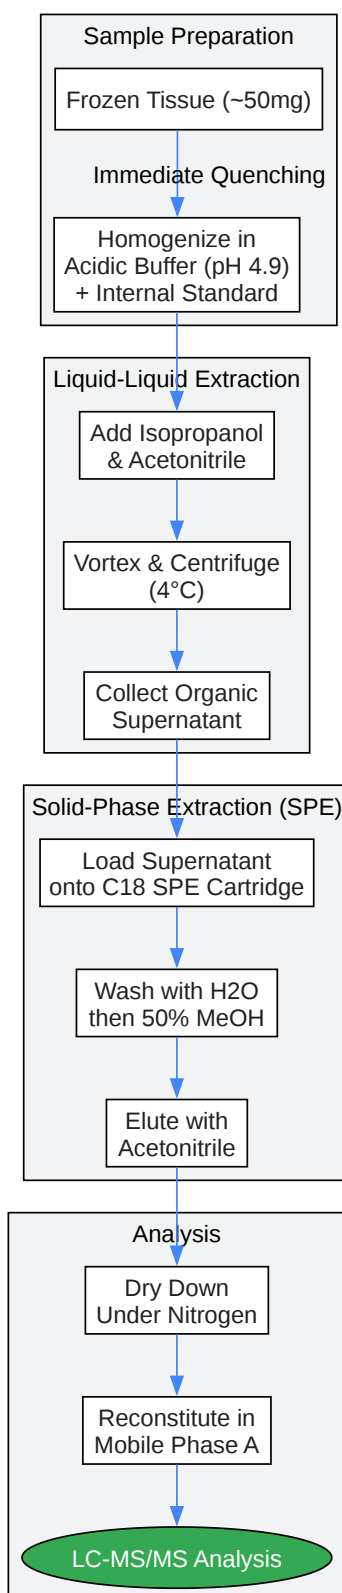 Sample Preparation
Frozen Tissue (~50mg)
Immediate Quenching
Homogenize in
Acidic Buffer (pH 4.9)
+ Internal Standard
Liquid-Liquid Extraction
Add Isopropanol
& Acetonitrile
Vortex & Centrifuge
(4°C)
Collect Organic
Supernatant
Solid-Phase Extraction (SPE)
Load Supernatant
onto C18 SPE Cartridge
Wash with H2O
then 50% MeOH
Elute with
Acetonitrile
Analysis
Dry Down
Under Nitrogen
Reconstitute in
Mobile Phase A
LC-MS/MS Analysis